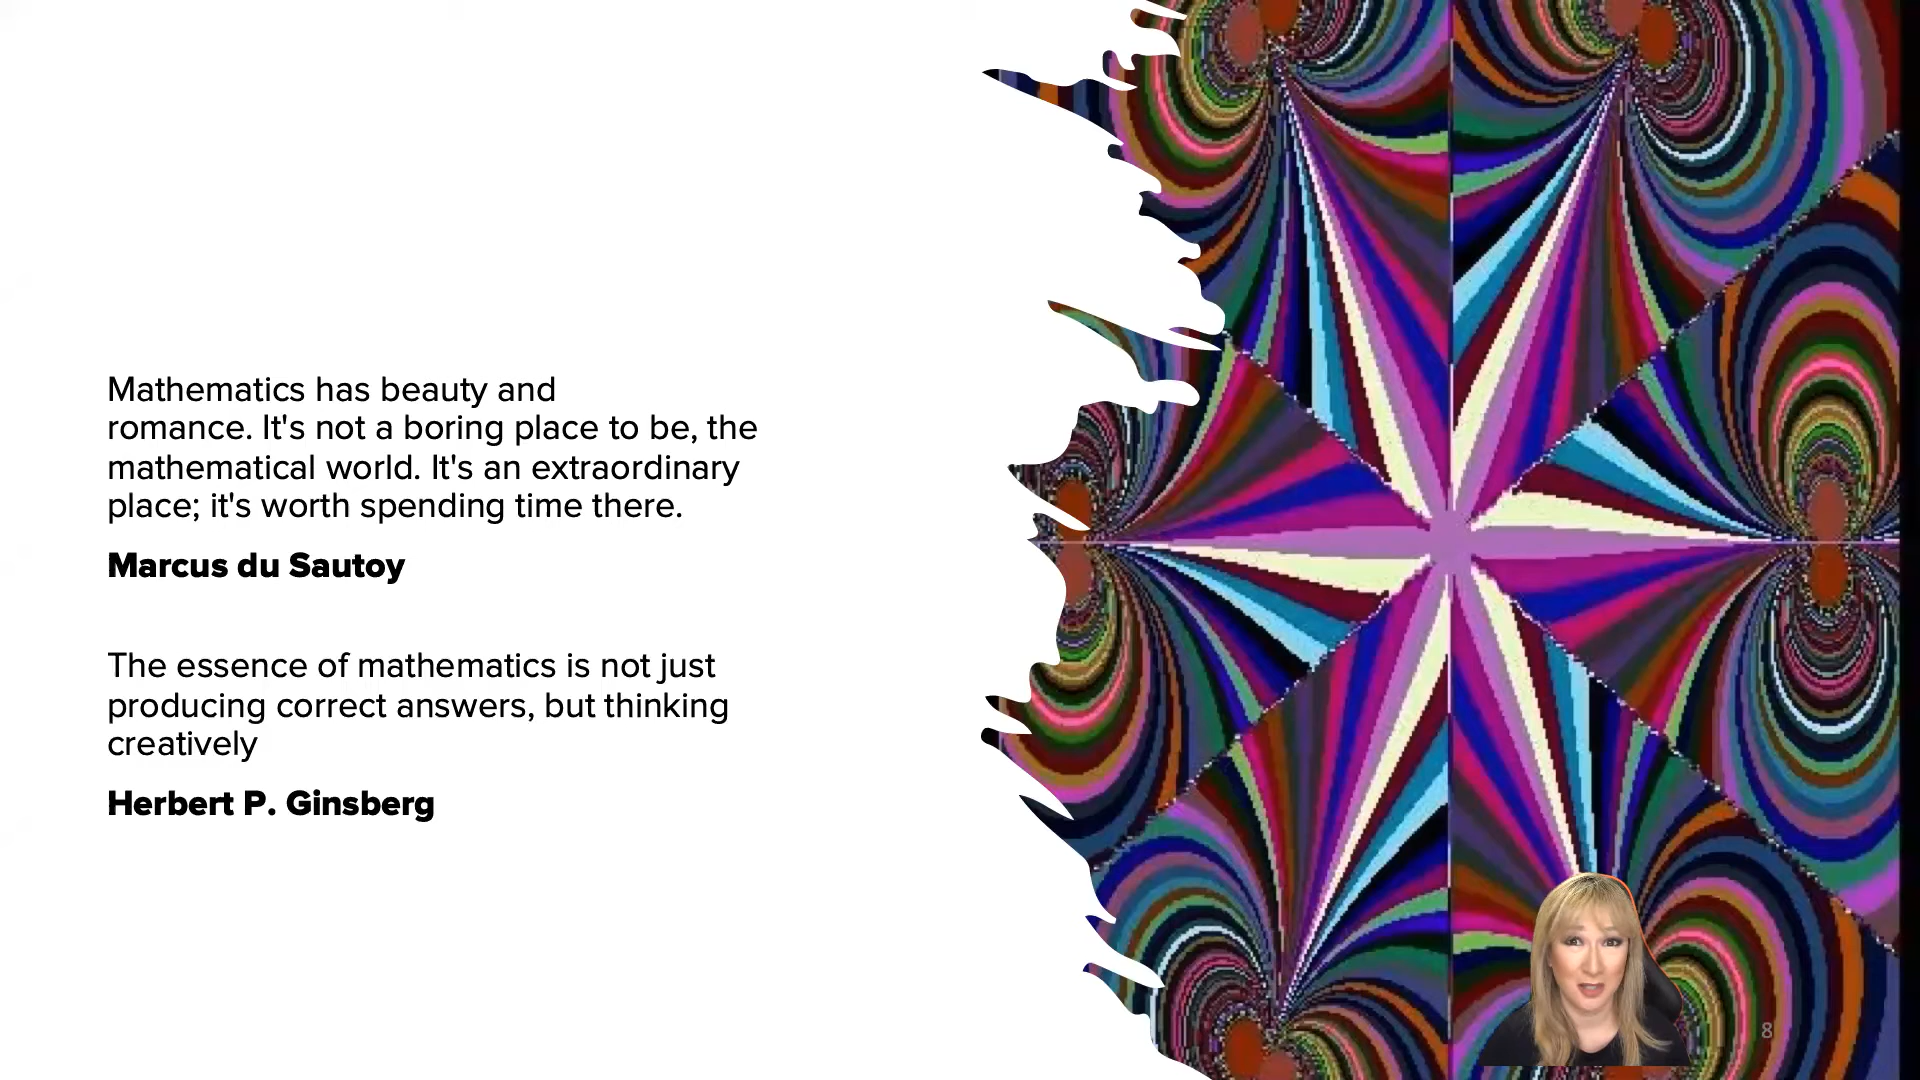 Mathematics has beauty and
romance. It's not a boring place to be, the
mathematical world. It's an extraordinary
place; it's worth spending time there.
Marcus du Sautoy
The essence of mathematics is not just
producing correct answers, but thinking
creatively
Herbert P. Ginsberg
8